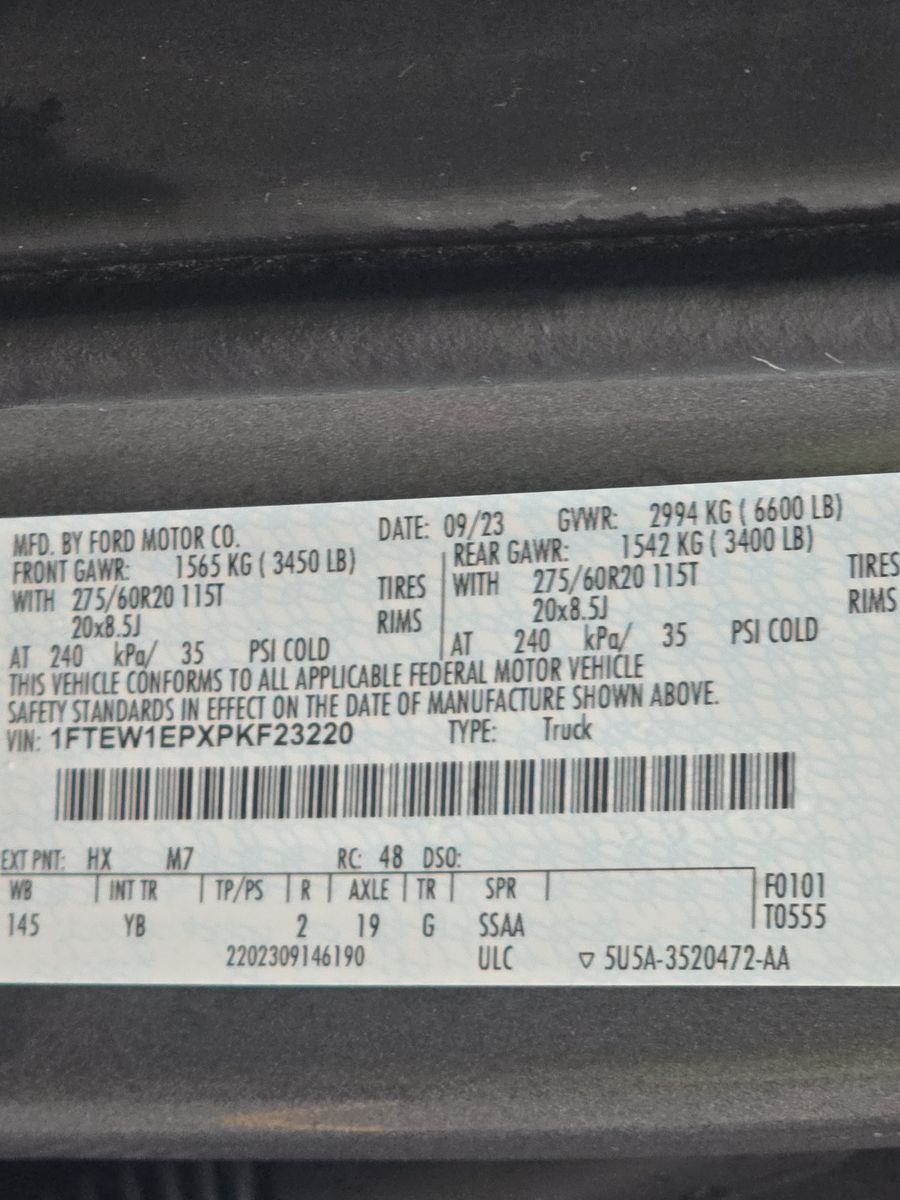 MFD. BY FORD MOTOR CO. DATE: 09/23 GVWR: 2994 KG ( 6600 LB)
FRONT GAWR: 1565 KG ( 3450 LB) REAR GAWR: 1542 KG ( 3400 LB)
WITH 275/60R20 115T TIRES WITH 275/60R20 115T TIRES
20x8.5J RIMS 20x8.5J RIMS
AT 240 kPa/ 35 PSI COLD AT 240 kPa/ 35 PSI COLD
THIS VEHICLE CONFORMS TO ALL APPLICABLE FEDERAL MOTOR VEHICLE
SAFETY STANDARDS IN EFFECT ON THE DATE OF MANUFACTURE SHOWN ABOVE.
VIN: 1FTEW1EPXPKF23220 TYPE: Truck
EXT PNT: HX M7 RC: 48 DSO:
WB INT TR TP/PS R AXLE TR SPR F0101
145 YB 2 19 G SSAA T0555
2202309146190 ULC ▽ 5U5A-3520472-AA